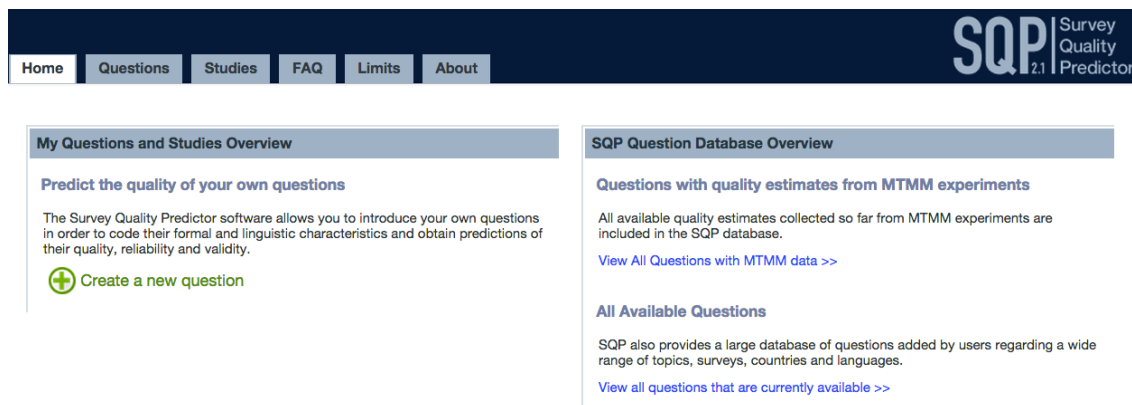 SQP 2.1 Survey
Quality
Predictor
Home Questions Studies FAQ Limits About
My Questions and Studies Overview
Predict the quality of your own questions
The Survey Quality Predictor software allows you to introduce your own questions
in order to code their formal and linguistic characteristics and obtain predictions of
their quality, reliability and validity.
Create a new question
SQP Question Database Overview
Questions with quality estimates from MTMM experiments
All available quality estimates collected so far from MTMM experiments are
included in the SQP database.
View All Questions with MTMM data >>
All Available Questions
SQP also provides a large database of questions added by users regarding a wide
range of topics, surveys, countries and languages.
View all questions that are currently available >>